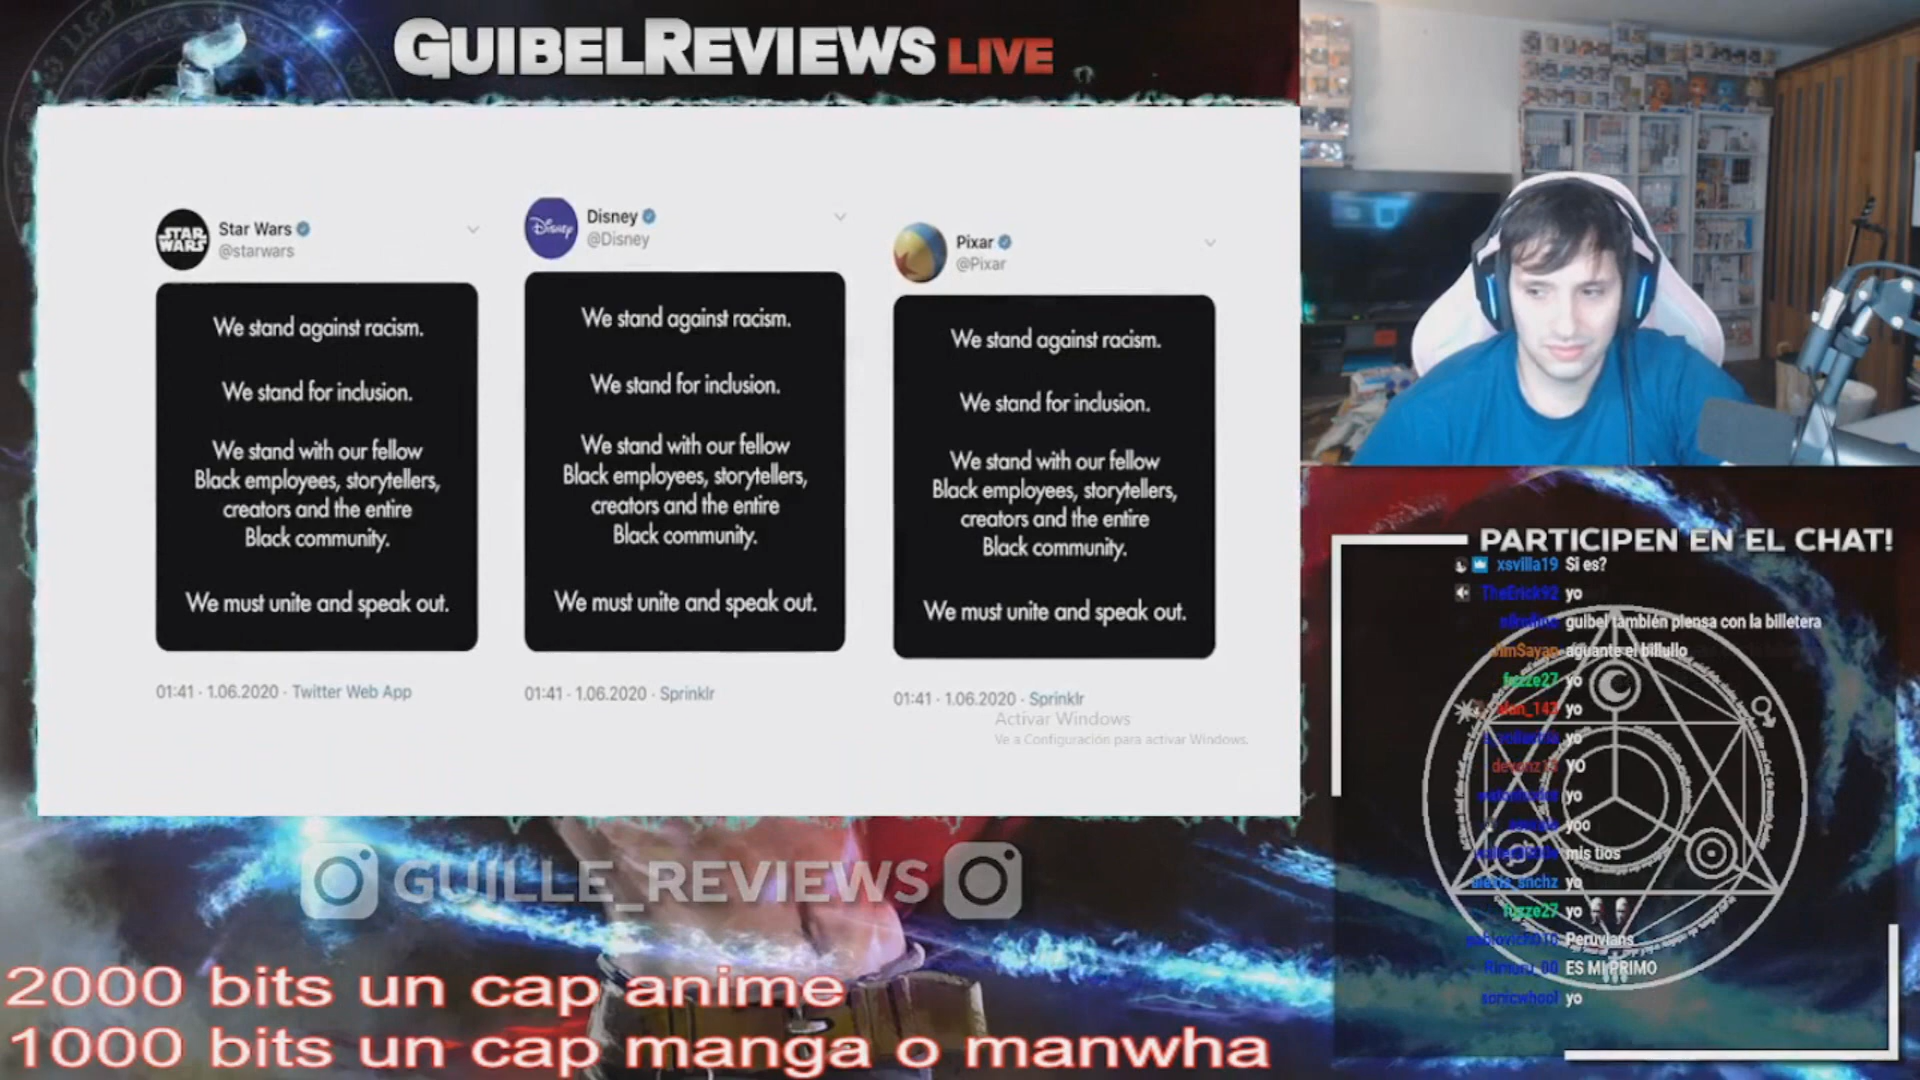 GUIBELREVIEWS LIVE
STAR WARS
Star Wars
@starwars
We stand against racism.
We stand for inclusion.
We stand with our fellow
Black employees, storytellers,
creators and the entire
Black community.
We must unite and speak out.
01:41 · 1.06.2020 · Twitter Web App
Disney
Disney
@Disney
We stand against racism.
We stand for inclusion.
We stand with our fellow
Black employees, storytellers,
creators and the entire
Black community.
We must unite and speak out.
01:41 · 1.06.2020 · Sprinklr
Pixar
@Pixar
We stand against racism.
We stand for inclusion.
We stand with our fellow
Black employees, storytellers,
creators and the entire
Black community.
We must unite and speak out.
01:41 · 1.06.2020 · Sprinklr
Activar Windows
Ve a Configuración para activar Windows.
GUILLE_REVIEWS
2000 bits un cap anime
1000 bits un cap manga o manwha
PARTICIPEN EN EL CHAT!
xsvilla19 Si es?
TheErick92 yo
guibel también piensa con la billetera
aguante el billullo
fuzze27 yo
yo
yo
YO
yo
yoo
mis tios
yo
fuzze27 yo
Peruvians
Rimuru_00 ES MI PRIMO
sonicwhool yo